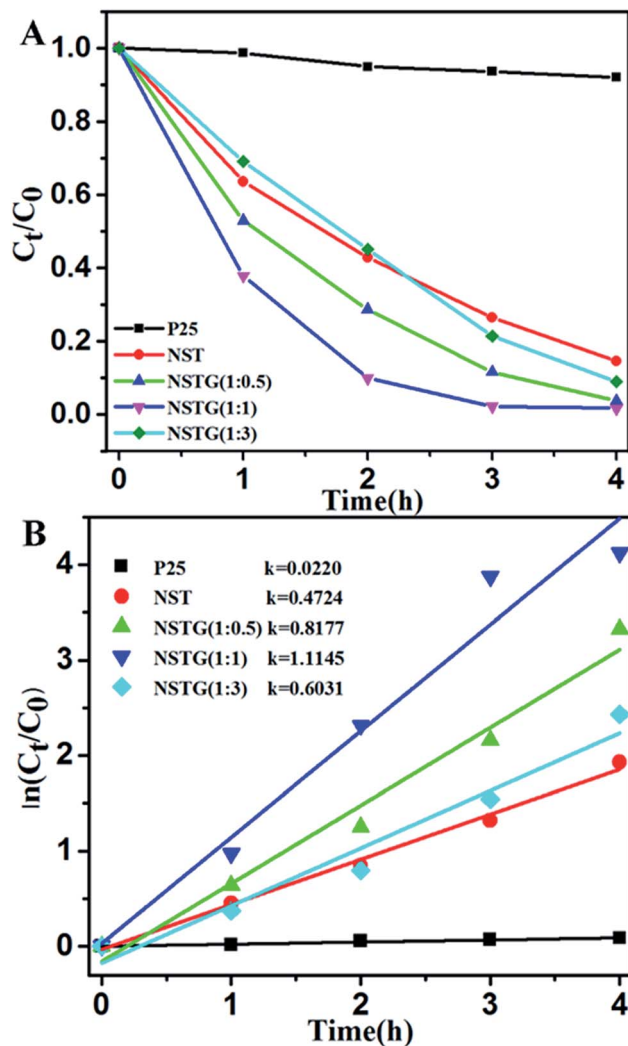 A
C_t/C_0
1.0
0.8
0.6
0.4
0.2
0.0
P25
NST
NSTG(1:0.5)
NSTG(1:1)
NSTG(1:3)
0 1 2 3 4
Time(h)
B
ln(C_t/C_0)
4
3
2
1
0
P25 k=0.0220
NST k=0.4724
NSTG(1:0.5) k=0.8177
NSTG(1:1) k=1.1145
NSTG(1:3) k=0.6031
0 1 2 3 4
Time(h)